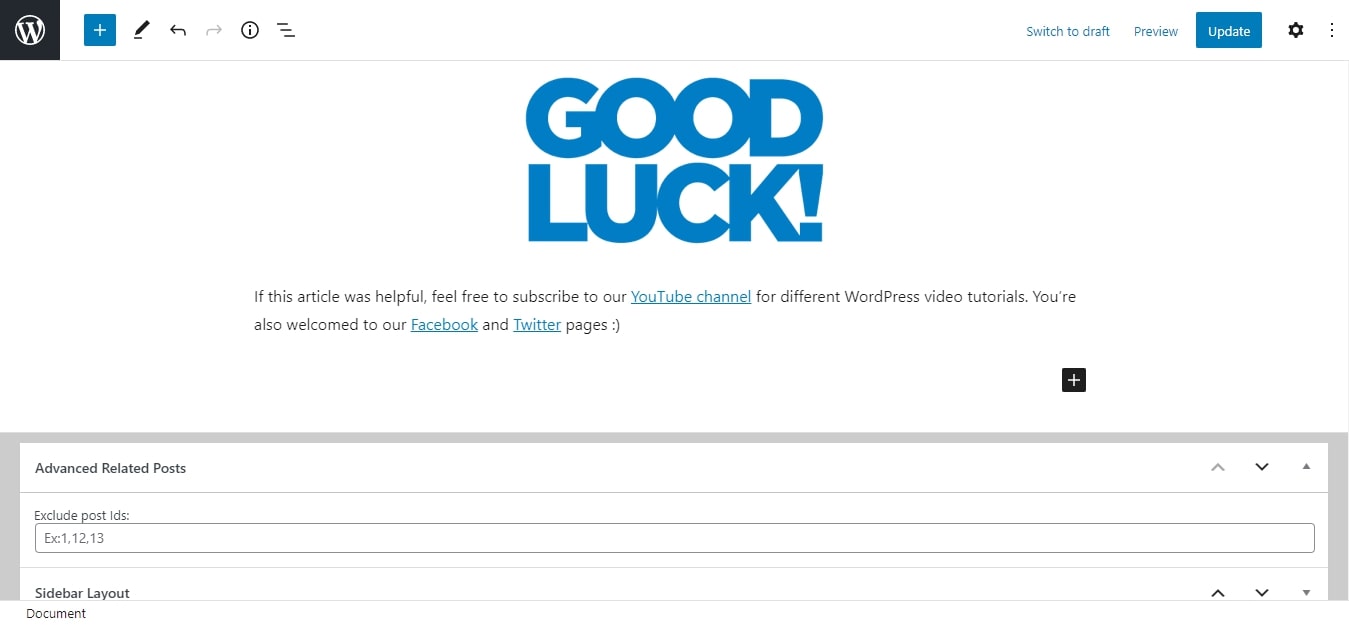 Switch to draft Preview Update
GOOD
LUCK!
If this article was helpful, feel free to subscribe to our YouTube channel for different WordPress video tutorials. You're
also welcomed to our Facebook and Twitter pages :)
Advanced Related Posts
Exclude post Ids:
Ex:1,12,13
Sidebar Layout
Document